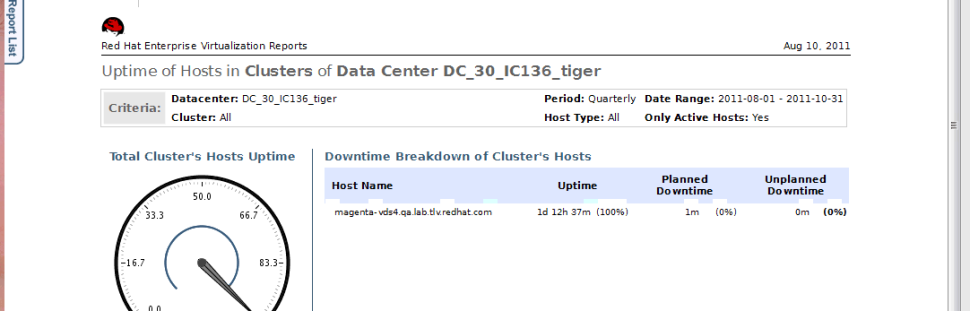 Report List
Red Hat Enterprise Virtualization Reports Aug 10, 2011
Uptime of Hosts in Clusters of Data Center DC_30_IC136_tiger
Criteria:
Datacenter: DC_30_IC136_tiger Period: Quarterly Date Range: 2011-08-01 - 2011-10-31
Cluster: All Host Type: All Only Active Hosts: Yes
Total Cluster's Hosts Uptime
50.0
33.3 66.7
16.7 83.3
0.0
Downtime Breakdown of Cluster's Hosts
Host Name Uptime Planned Downtime Unplanned Downtime
magenta-vds4.qa.lab.tlv.redhat.com 1d 12h 37m (100%) 1m (0%) 0m (0%)